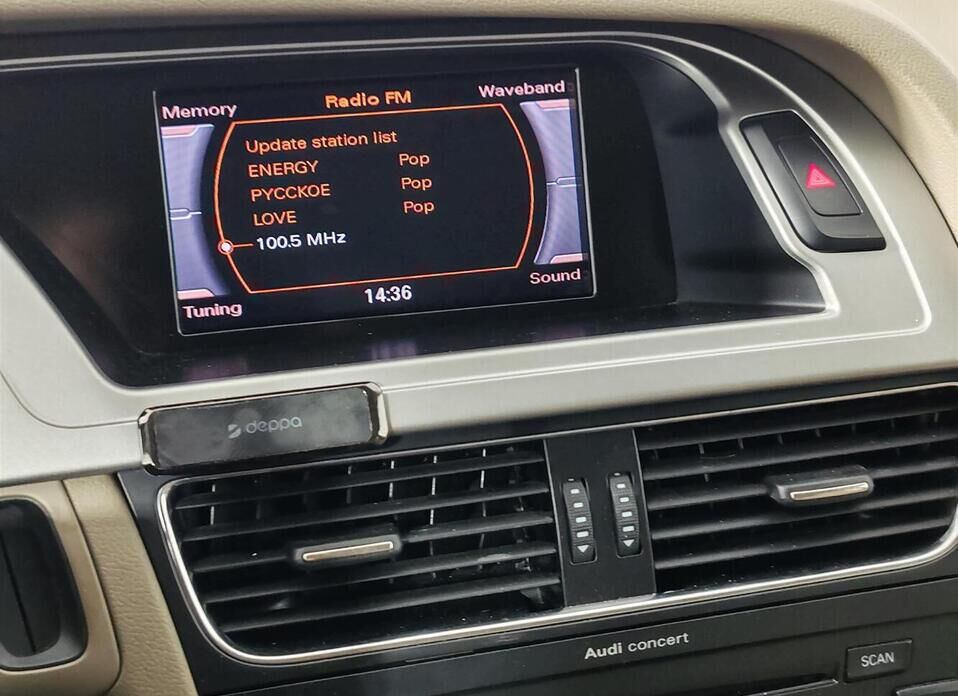 Memory
Radio FM
Waveband
Update station list
ENERGY Pop
РУССКОЕ Pop
LOVE Pop
100.5 MHz
Tuning
14:36
Sound
deppa
Audi concert
SCAN